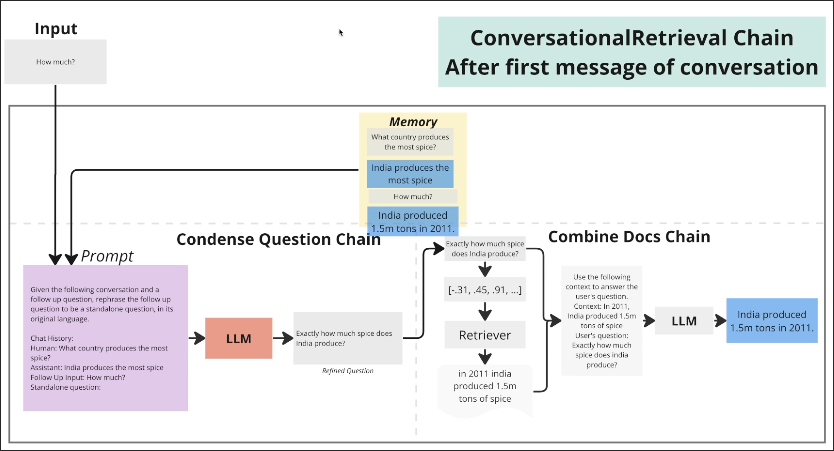 Input
How much?
ConversationalRetrieval Chain
After first message of conversation
Memory
What country produces
the most spice?
India produces the
most spice
How much?
India produced
1.5m tons in 2011.
Condense Question Chain
Combine Docs Chain
Prompt
Given the following conversation and a
follow up question, rephrase the follow up
question to be a standalone question, in its
original language.
Chat History:
Human: What country produces the most
spice?
Assistant: India produces the most spice
Follow Up Input: How much?
Standalone question:
LLM
Exactly how much spice does
India produce?
Refined Question
Exactly how much spice
does India produce?
[-.31, .45, .91, ...]
Retriever
in 2011 india
produced 1.5m
tons of spice
Use the following
context to answer the
user's question.
Context: In 2011,
India produced 1.5m
tons of spice
User's question:
Exactly how much
spice does india
produce?
LLM
India produced
1.5m tons in 2011.